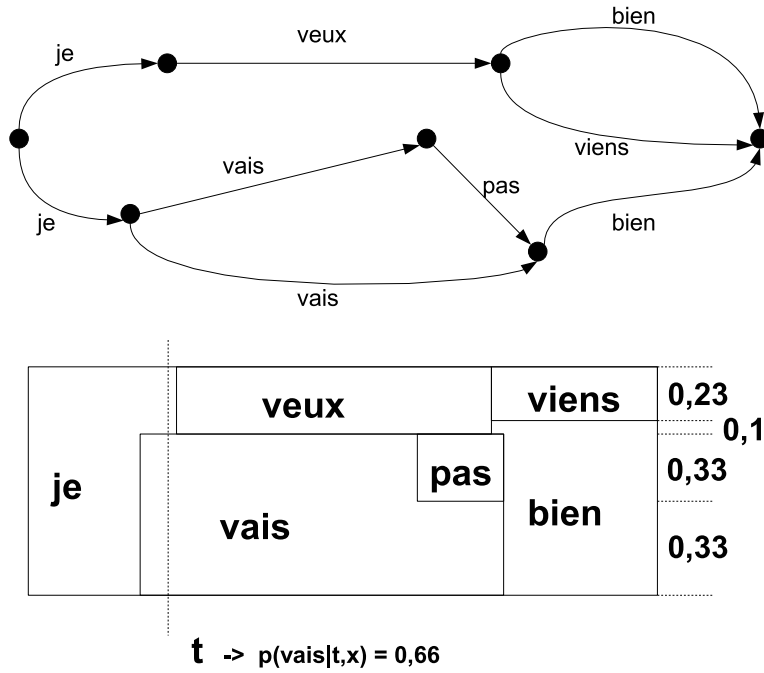 bien
veux
je
viens
vais
pas
je
bien
vais
veux
viens
0,23
0,1
je
pas
0,33
vais
bien
0,33
t -> p(vais|t,x) = 0,66